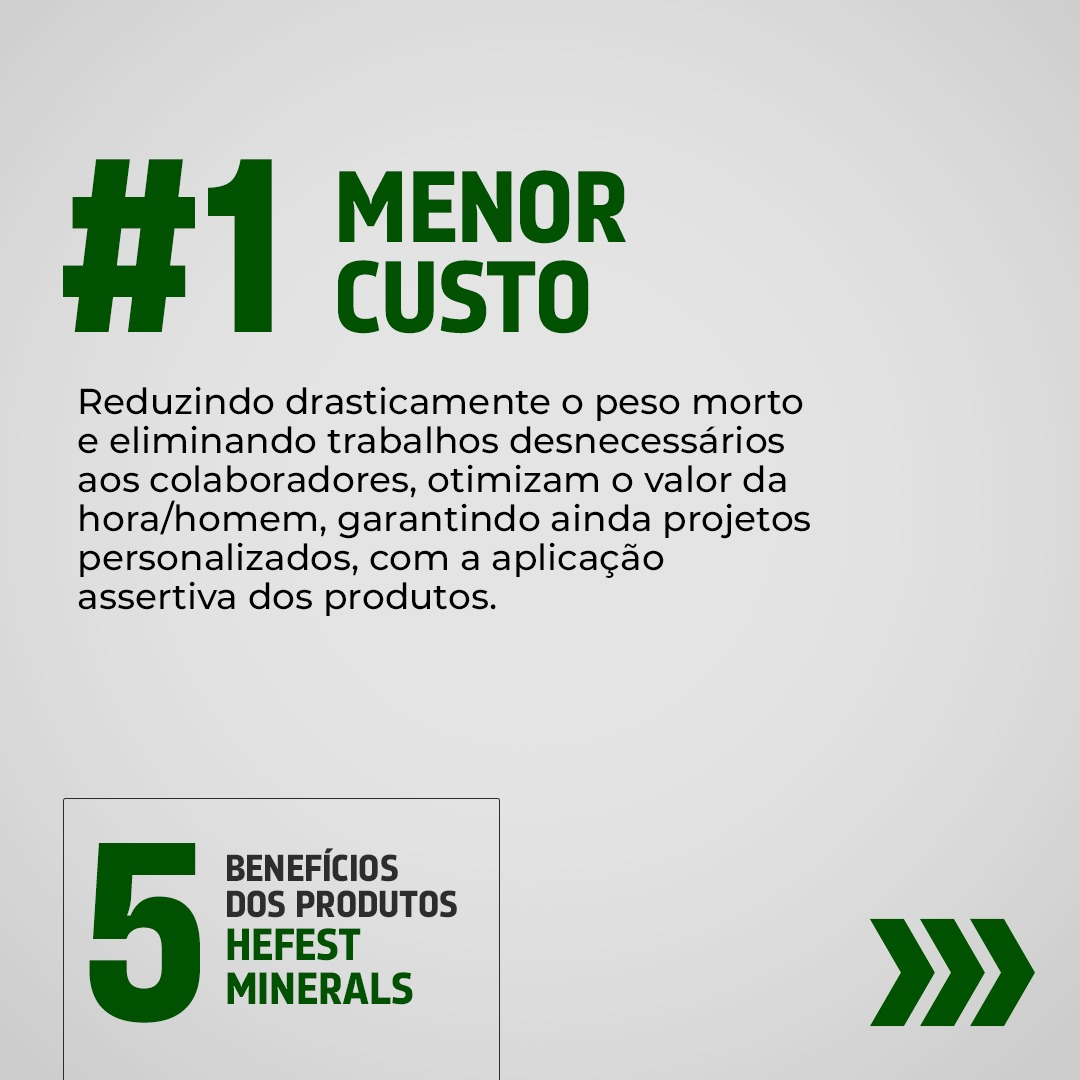 #1 MENOR
CUSTO
Reduzindo drasticamente o peso morto
e eliminando trabalhos desnecessários
aos colaboradores, otimizam o valor da
hora/homem, garantindo ainda projetos
personalizados, com a aplicação
assertiva dos produtos.
5 BENEFÍCIOS
DOS PRODUTOS
HEFEST
MINERALS